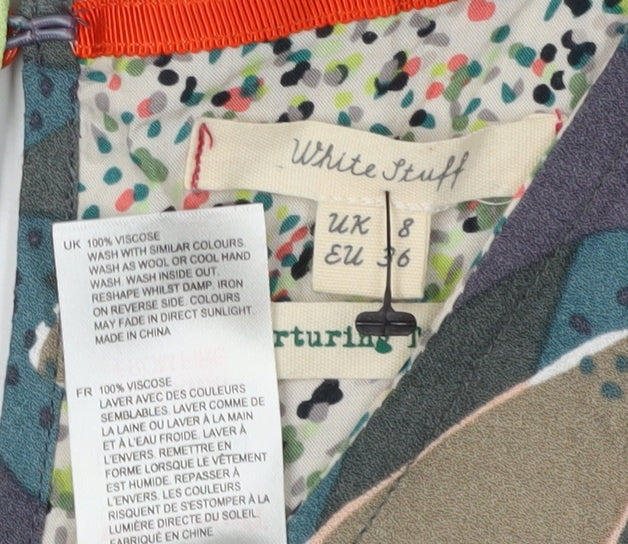 White Stuff
UK 8
EU 36
rturing T
UK 100% VISCOSE
WASH WITH SIMILAR COLOURS.
WASH AS WOOL OR COOL HAND
WASH. WASH INSIDE OUT.
RESHAPE WHILST DAMP. IRON
ON REVERSE SIDE. COLOURS
MAY FADE IN DIRECT SUNLIGHT.
MADE IN CHINA
FR 100% VISCOSE
LAVER AVEC DES COULEURS
SEMBLABLES. LAVER COMME DE
LA LAINE OU LAVER À LA MAIN
ET À L'EAU FROIDE. LAVER À
L'ENVERS. REMETTRE EN
FORME LORSQUE LE VÊTEMENT
EST HUMIDE. REPASSER À
L'ENVERS. LES COULEURS
RISQUENT DE S'ESTOMPER À LA
LUMIÈRE DIRECTE DU SOLEIL.
FABRIQUÉ EN CHINE